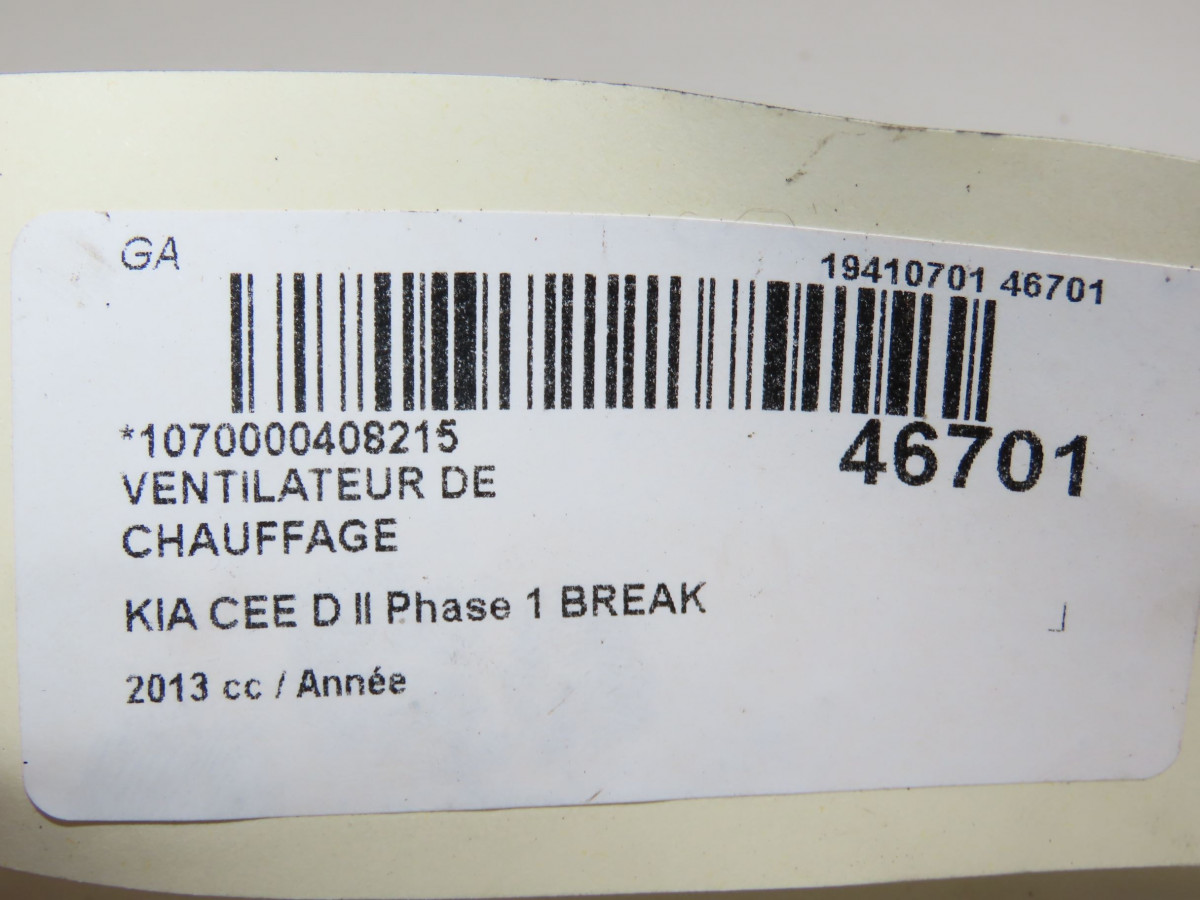 GA
19410701 46701
*1070000408215
46701
VENTILATEUR DE
CHAUFFAGE
KIA CEE D II Phase 1 BREAK
2013 cc / Année